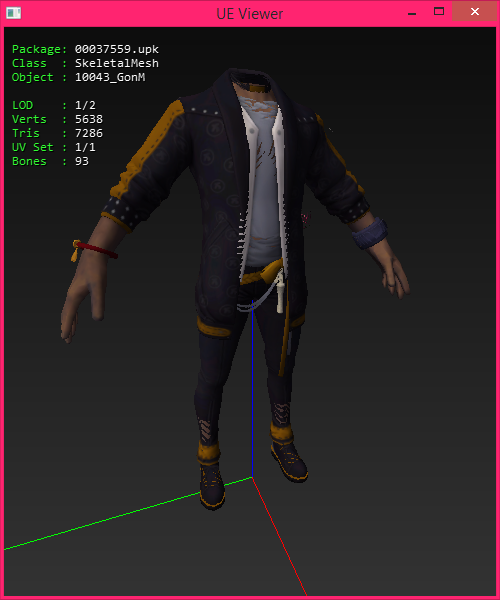 UE Viewer
Package: 00037559.upk
Class : SkeletalMesh
Object : 10043_GonM
LOD : 1/2
Verts : 5638
Tris : 7286
UV Set : 1/1
Bones : 93